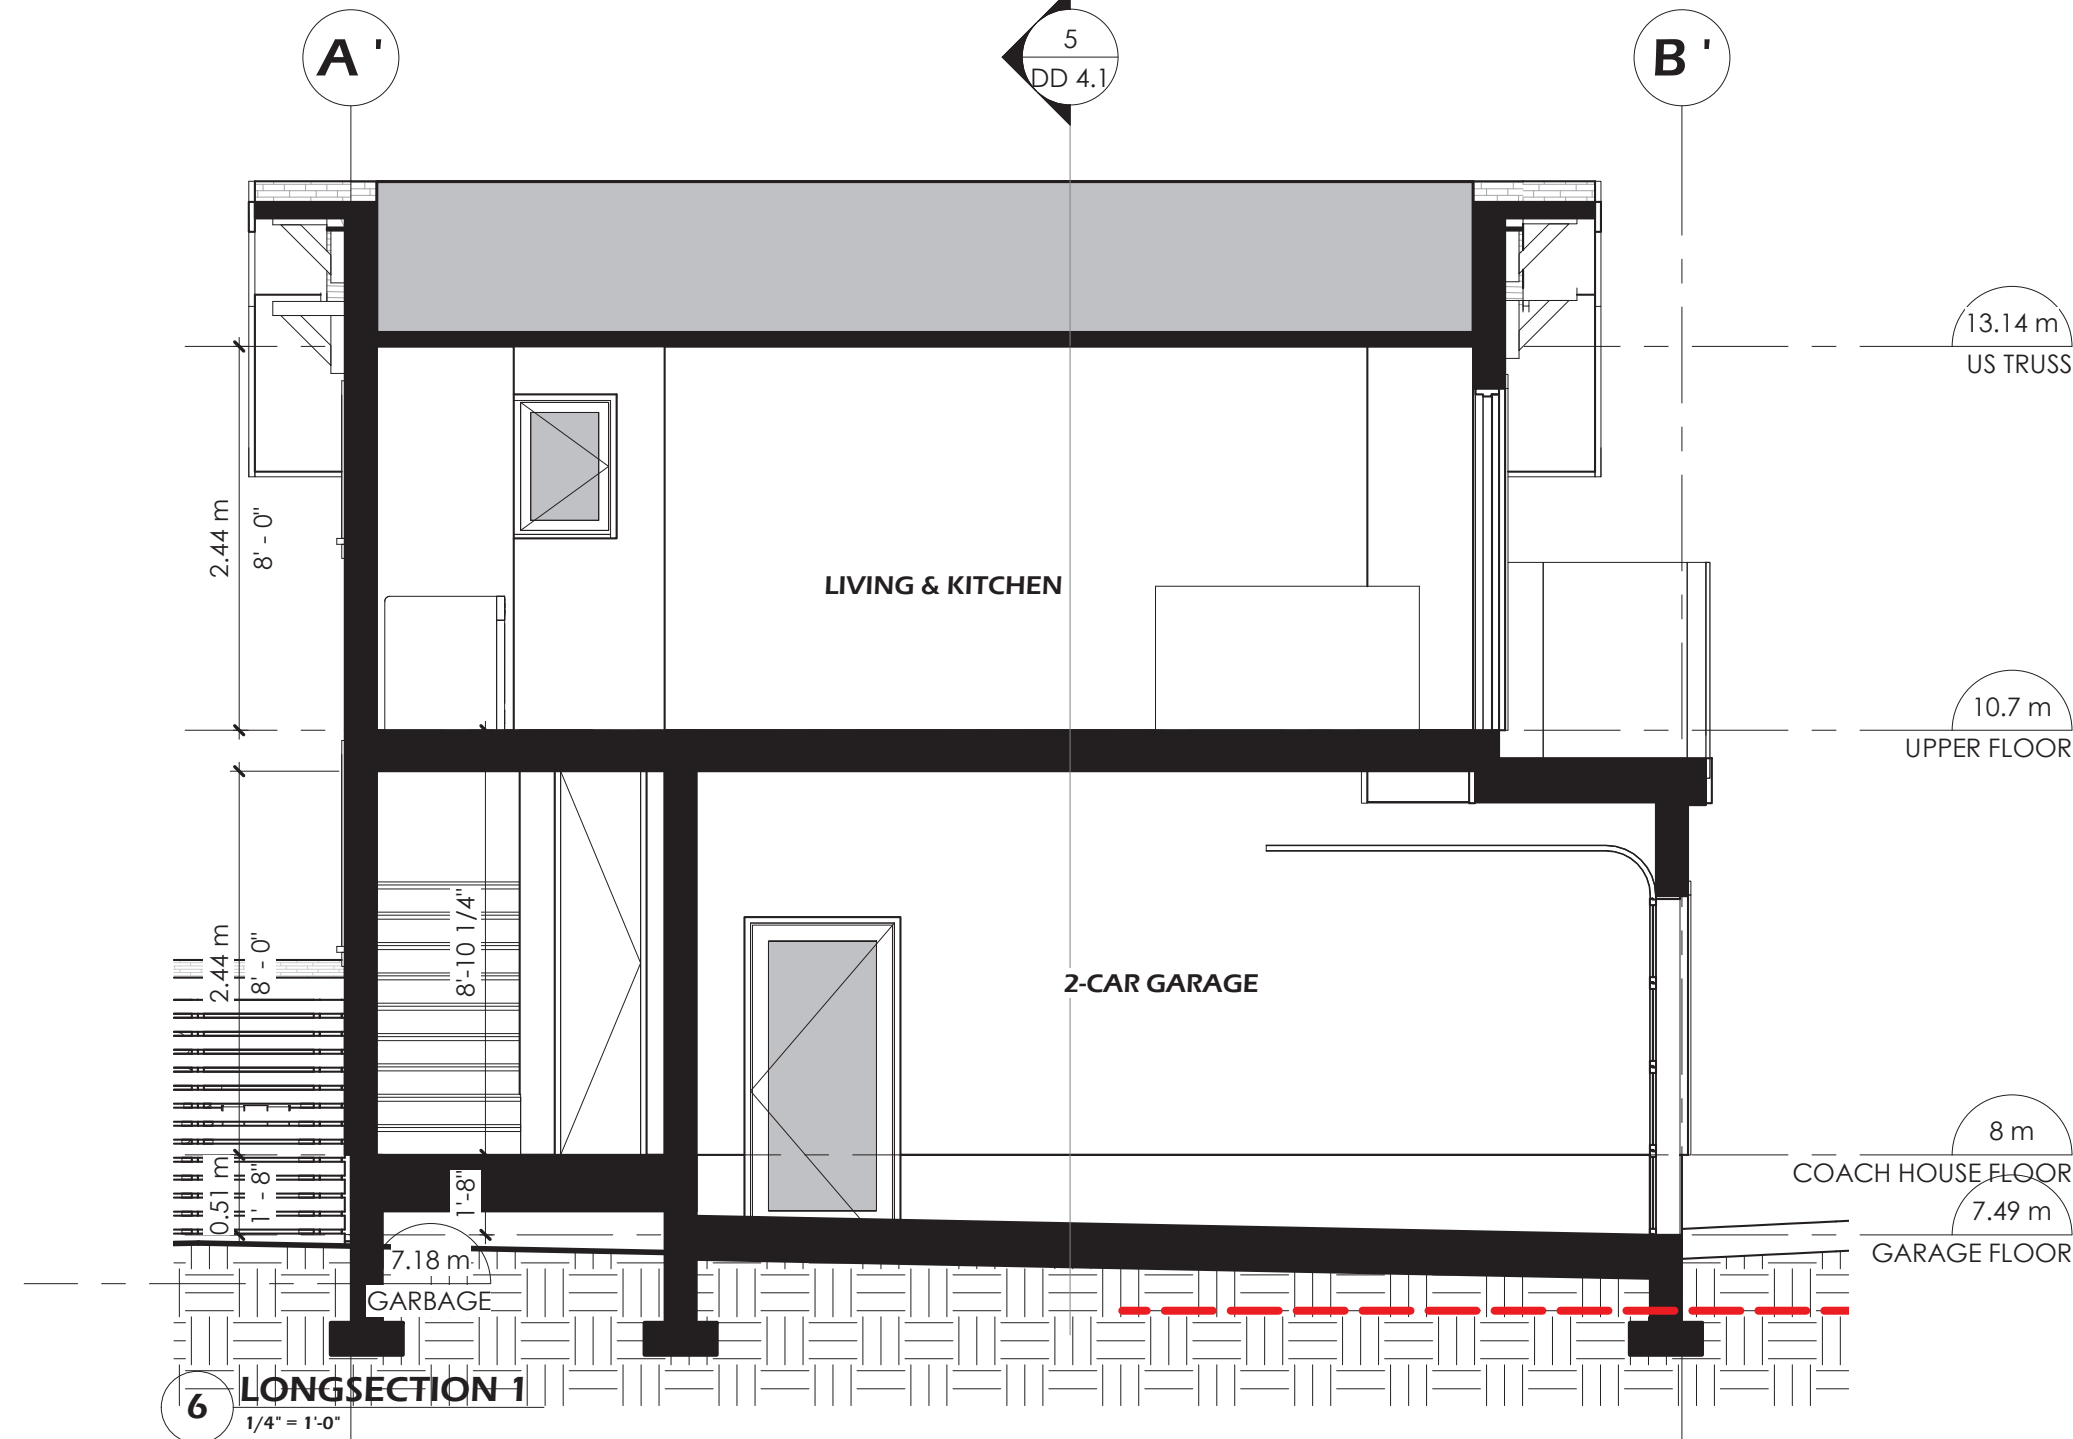 A '
5
DD 4.1
B '
13.14 m
US TRUSS
2.44 m
8' - 0"
LIVING & KITCHEN
10.7 m
UPPER FLOOR
2.44 m
8' - 0"
8'-10 1/4"
2-CAR GARAGE
8 m
COACH HOUSE FLOOR
0.51 m
1' - 8"
1'-8"
7.49 m
GARAGE FLOOR
7.18 m
GARBAGE
6
LONGSECTION 1
1/4" = 1'-0"